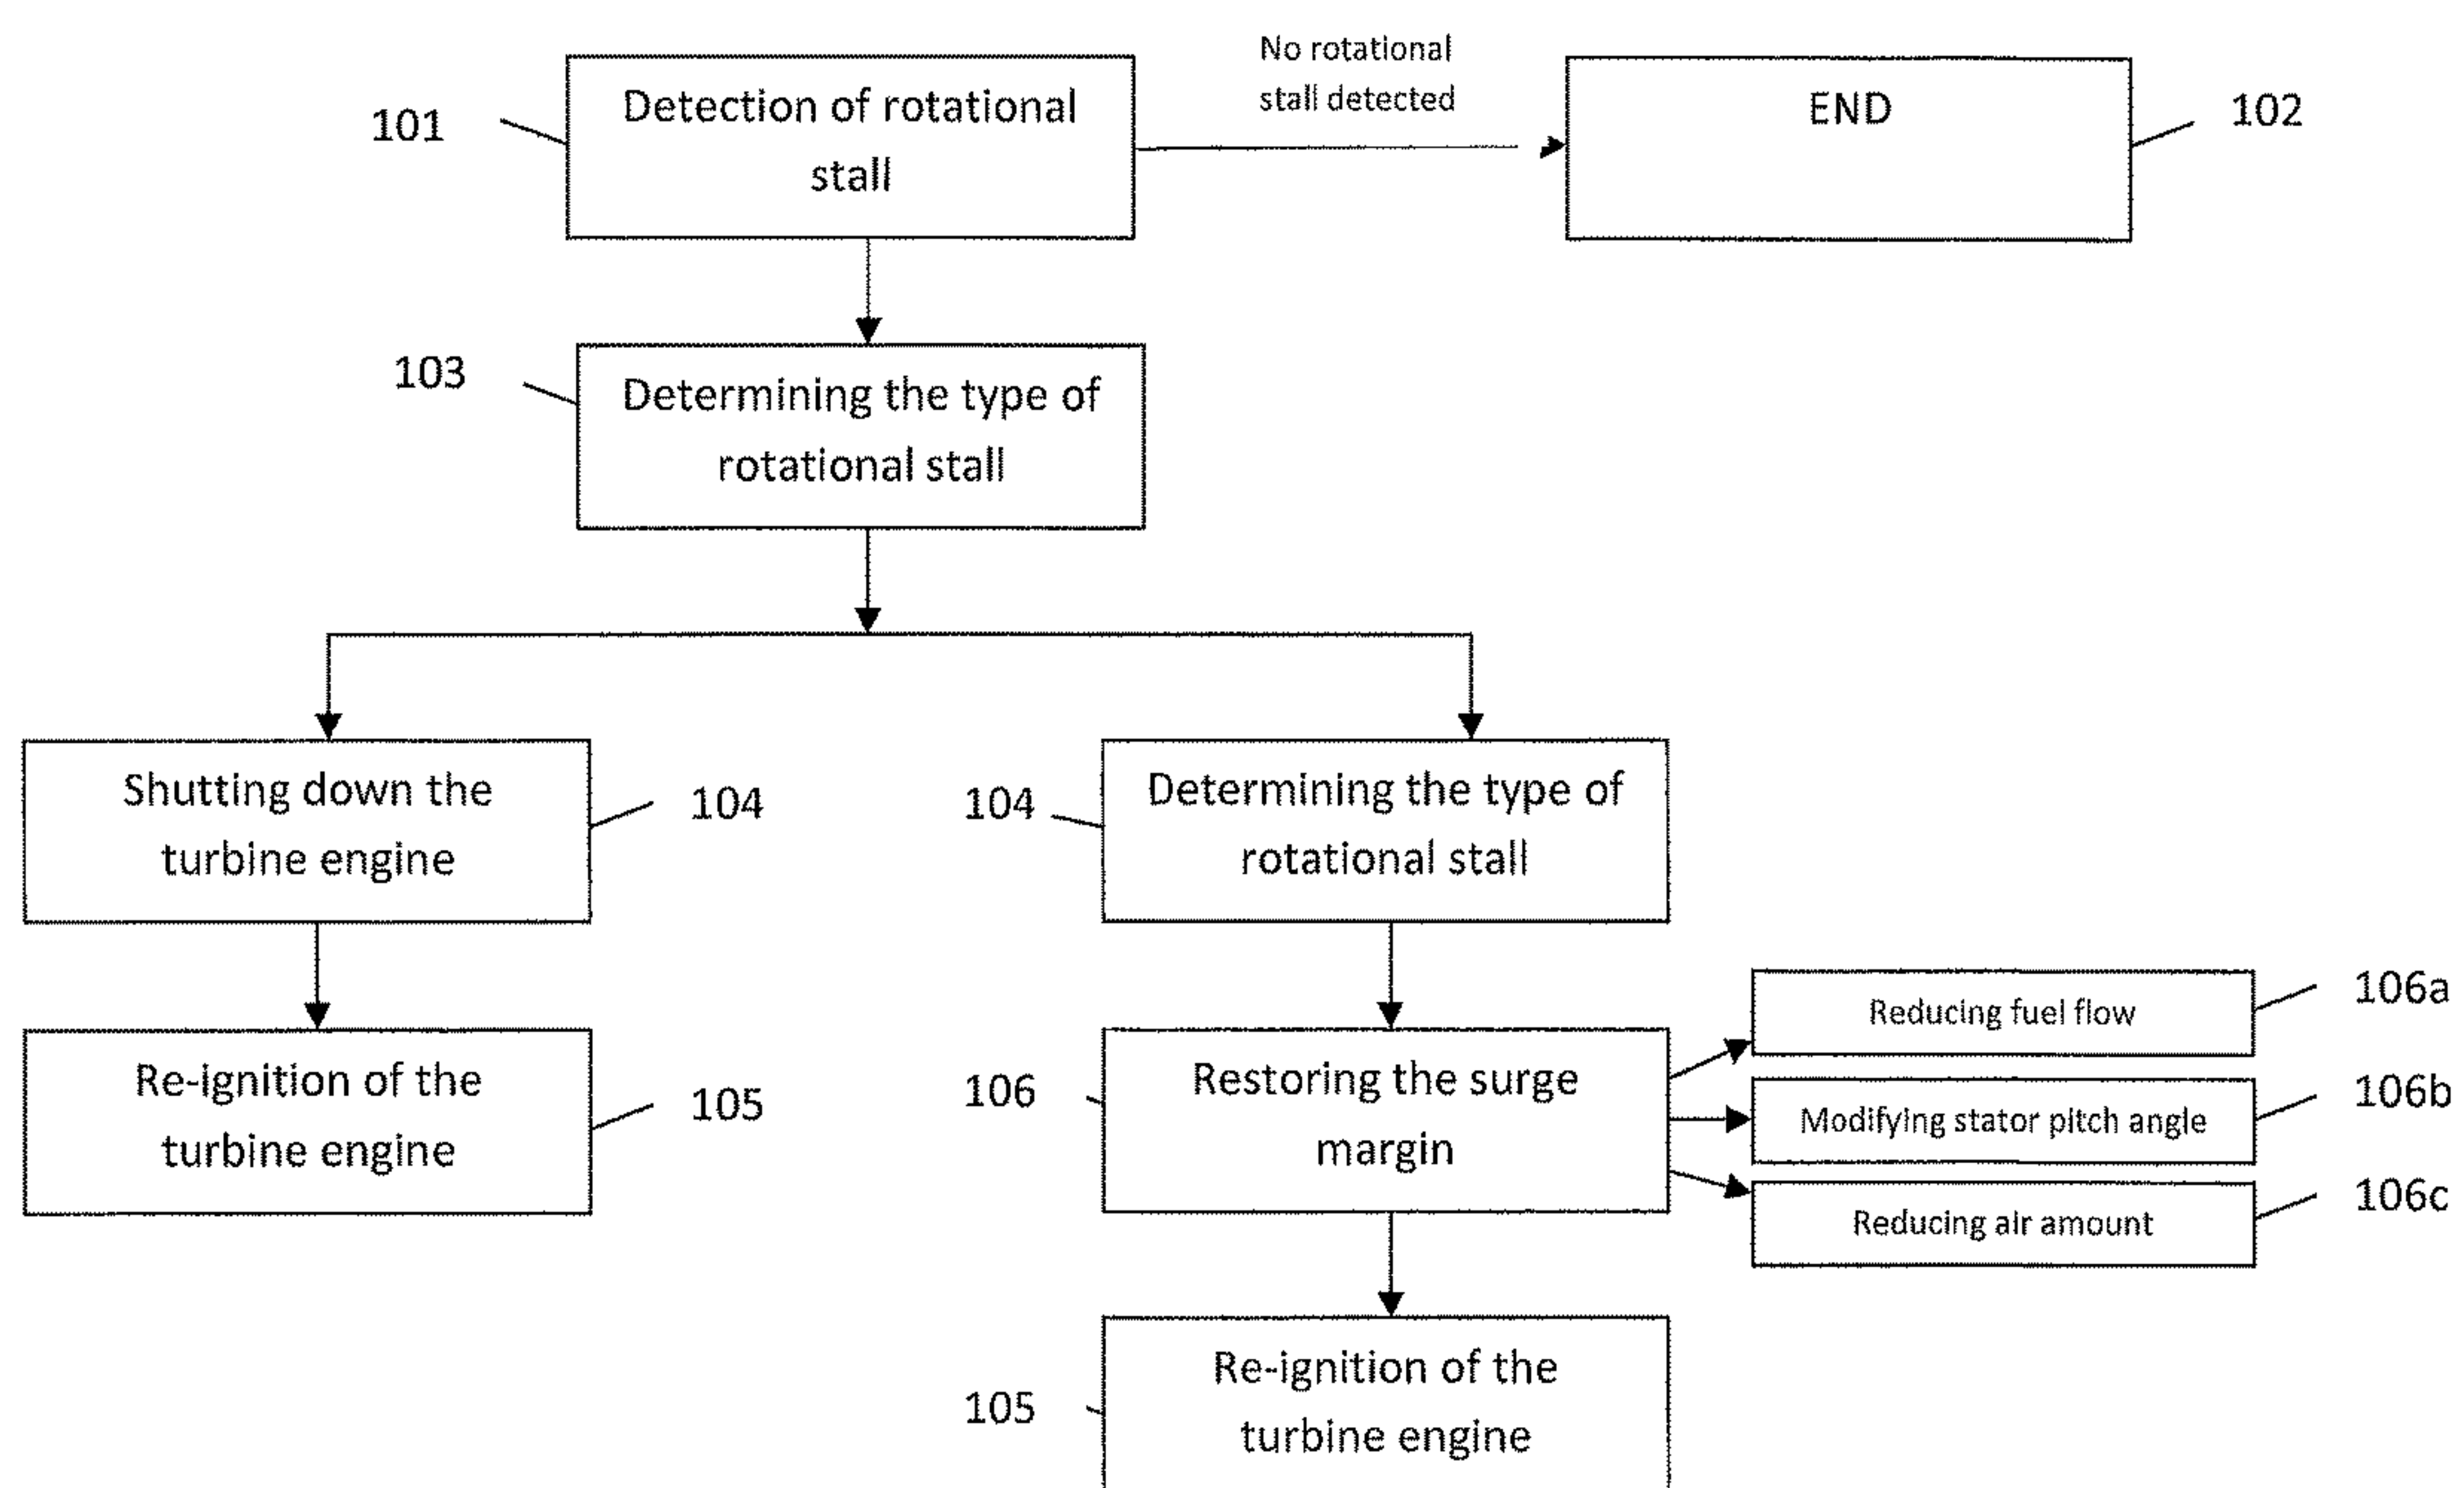 No rotational
stall detected
101
Detection of rotational
stall
END
102
103
Determining the type of
rotational stall
Shutting down the
turbine engine
104
104
Determining the type of
rotational stall
Re-ignition of the
turbine engine
105
106
Restoring the surge
margin
Reducing fuel flow
106a
Modifying stator pitch angle
106b
Reducing air amount
106c
105
Re-ignition of the
turbine engine